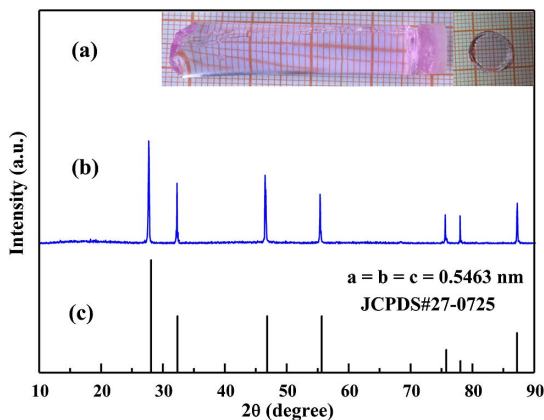 (a)
(b)
Intensity (a.u.)
a = b = c = 0.5463 nm
JCPDS#27-0725
(c)
10 20 30 40 50 60 70 80 90
2θ (degree)